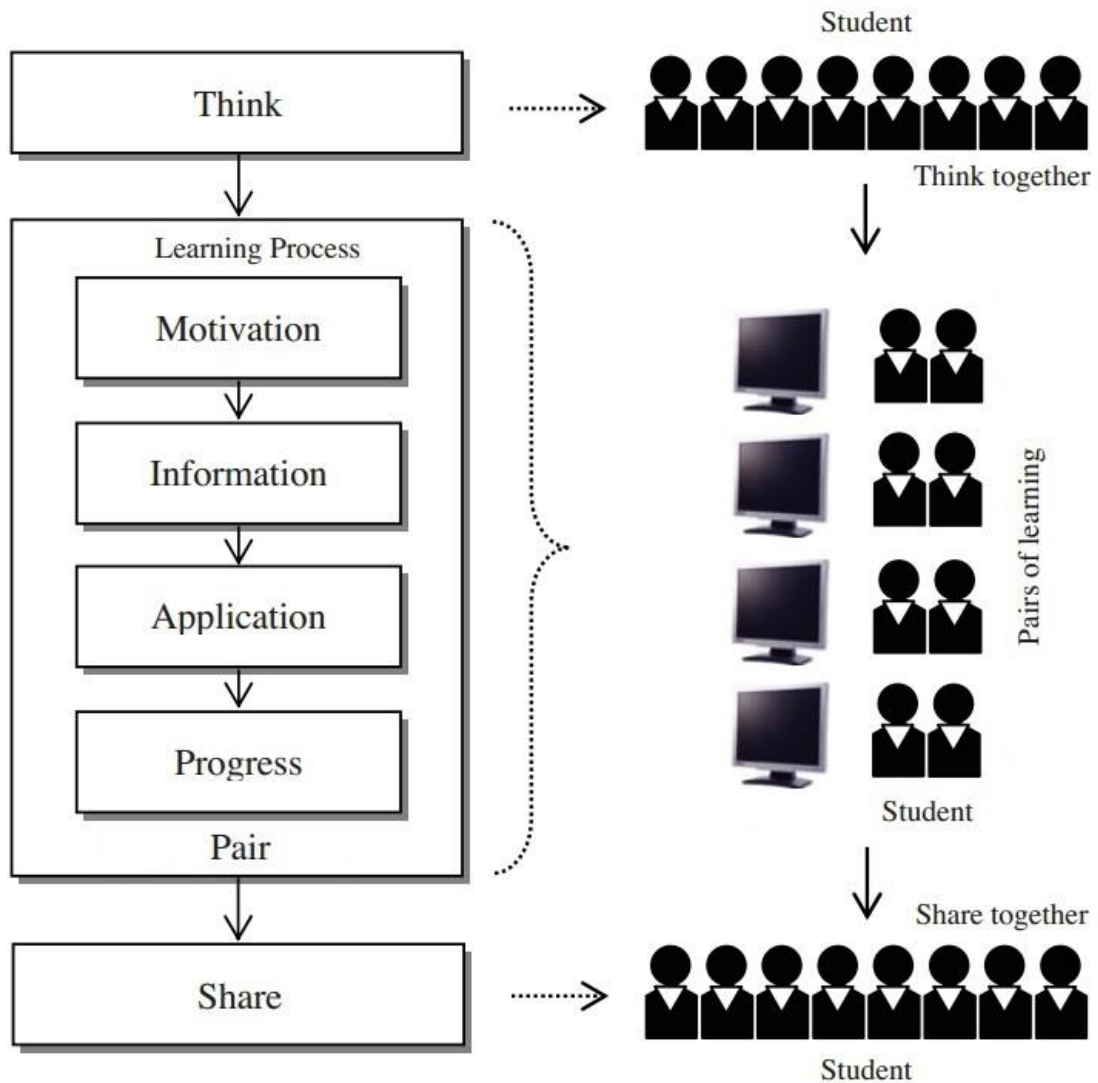 Student
Think
Think together
Learning Process
Motivation
Information
Application
Progress
Pair
Pairs of learning
Student
Share together
Share
Student